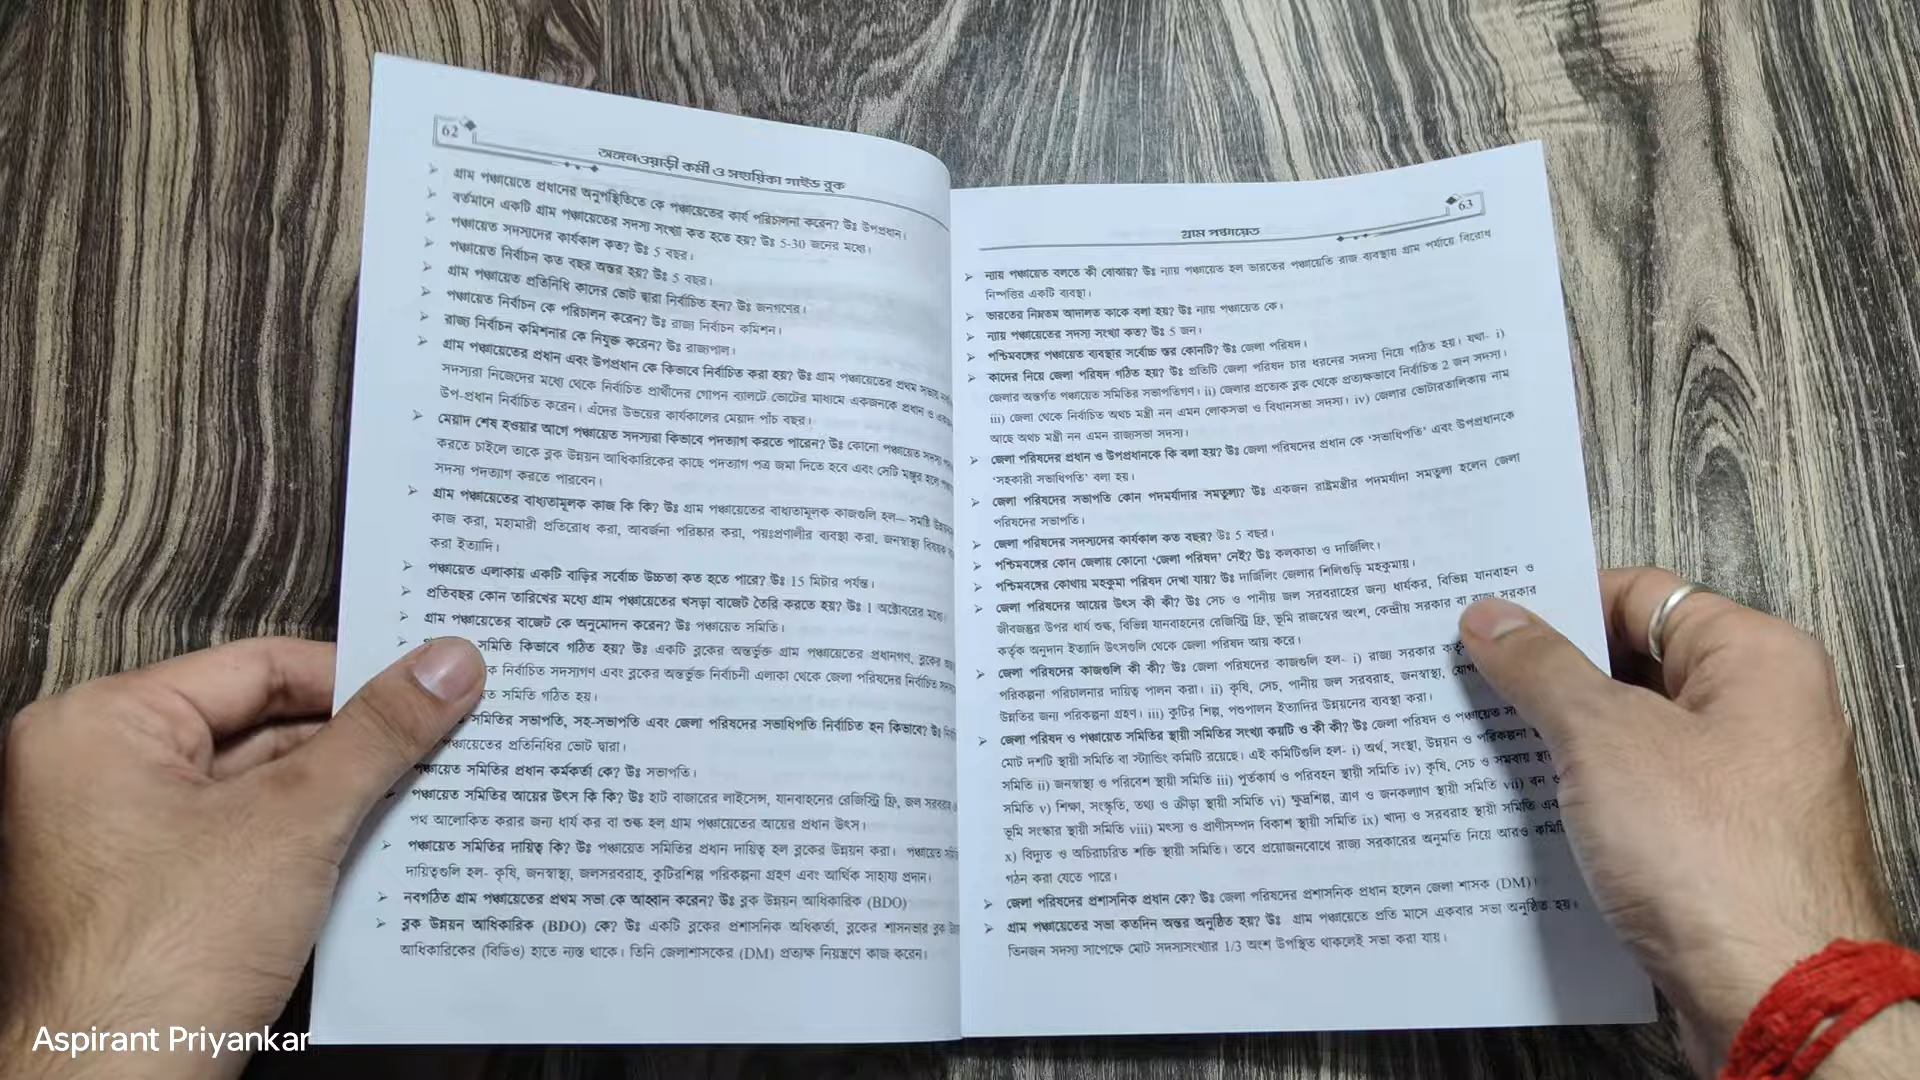 62
অঙ্গনওয়াড়ী কর্মী ও সহায়িকা গাইড বুক
➢ গ্রাম পঞ্চায়েতে প্রধানের অনুপস্থিতিতে কে পঞ্চায়েতের কার্য পরিচালনা করেন? উঃ উপপ্রধান।
➢ বর্তমানে একটি গ্রাম পঞ্চায়েতের সদস্য সংখ্যা কত হতে হয়? উঃ 5-30 জনের মধ্যে।
➢ পঞ্চায়েত সদস্যদের কার্যকাল কত? উঃ 5 বছর।
➢ পঞ্চায়েত নির্বাচন কত বছর অন্তর হয়? উঃ 5 বছর।
➢ গ্রাম পঞ্চায়েত প্রতিনিধি কাদের ভোট দ্বারা নির্বাচিত হন? উঃ জনগণের।
➢ পঞ্চায়েত নির্বাচন কে পরিচালন করেন? উঃ রাজ্য নির্বাচন কমিশন।
➢ রাজ্য নির্বাচন কমিশনার কে নিযুক্ত করেন? উঃ রাজ্যপাল।
➢ গ্রাম পঞ্চায়েতের প্রধান এবং উপপ্রধান কে কিভাবে নির্বাচিত করা হয়? উঃ গ্রাম পঞ্চায়েতের প্রথম সভায়
সদস্যরা নিজেদের মধ্যে থেকে নির্বাচিত প্রার্থীদের গোপন ব্যালটে ভোটের মাধ্যমে একজনকে প্রধান ও
উপ-প্রধান নির্বাচিত করেন। এঁদের উভয়ের কার্যকালের মেয়াদ পাঁচ বছর।
➢ মেয়াদ শেষ হওয়ার আগে পঞ্চায়েত সদস্যরা কিভাবে পদত্যাগ করতে পারেন? উঃ কোনো পঞ্চায়েত সদস্য
করতে চাইলে তাকে ব্লক উন্নয়ন আধিকারিকের কাছে পদত্যাগ পত্র জমা দিতে হবে এবং সেটি মঞ্জুর হলে
সদস্য পদত্যাগ করতে পারবেন।
➢ গ্রাম পঞ্চায়েতের বাধ্যতামূলক কাজ কি কি? উঃ গ্রাম পঞ্চায়েতের বাধ্যতামূলক কাজগুলি হল— সমষ্টি
কাজ করা, মহামারী প্রতিরোধ করা, আবর্জনা পরিষ্কার করা, পয়ঃপ্রণালীর ব্যবস্থা করা, জনস্বাস্থ্য বিষয়ক
করা ইত্যাদি।
➢ পঞ্চায়েত এলাকায় একটি বাড়ির সর্বোচ্চ উচ্চতা কত হতে পারে? উঃ 15 মিটার পর্যন্ত।
➢ প্রতিবছর কোন তারিখের মধ্যে গ্রাম পঞ্চায়েতের খসড়া বাজেট তৈরি করতে হয়? উঃ 1 অক্টোবরের মধ্যে।
➢ গ্রাম পঞ্চায়েতের বাজেট কে অনুমোদন করেন? উঃ পঞ্চায়েত সমিতি।
সমিতি কিভাবে গঠিত হয়? উঃ একটি ব্লকের অন্তর্ভুক্ত গ্রাম পঞ্চায়েতের প্রধানগণ, ব্লকের
নির্বাচিত সদস্যগণ এবং ব্লকের অন্তর্ভুক্ত নির্বাচনী এলাকা থেকে জেলা পরিষদের নির্বাচিত
সমিতি গঠিত হয়।
সমিতির সভাপতি, সহ-সভাপতি এবং জেলা পরিষদের সভাধিপতি নির্বাচিত হন কিভাবে? উঃ
পঞ্চায়েতের প্রতিনিধির ভোট দ্বারা।
পঞ্চায়েত সমিতির প্রধান কর্মকর্তা কে? উঃ সভাপতি।
পঞ্চায়েত সমিতির আয়ের উৎস কি কি? উঃ হাট বাজারের লাইসেন্স, যানবাহনের রেজিস্ট্রি ফ্রি, জল সরবরাহ
পথ আলোকিত করার জন্য ধার্য কর বা শুল্ক হল গ্রাম পঞ্চায়েতের আয়ের প্রধান উৎস।
➢ পঞ্চায়েত সমিতির দায়িত্ব কি? উঃ পঞ্চায়েত সমিতির প্রধান দায়িত্ব হল ব্লকের উন্নয়ন করা। পঞ্চায়েত
দায়িত্বগুলি হল- কৃষি, জনস্বাস্থ্য, জলসরবরাহ, কুটিরশিল্প পরিকল্পনা গ্রহণ এবং আর্থিক সাহায্য প্রদান।
➢ নবগঠিত গ্রাম পঞ্চায়েতের প্রথম সভা কে আহ্বান করেন? উঃ ব্লক উন্নয়ন আধিকারিক (BDO)
➢ ব্লক উন্নয়ন আধিকারিক (BDO) কে? উঃ একটি ব্লকের প্রশাসনিক অধিকর্তা, ব্লকের শাসনভার ব্লক
আধিকারিকের (বিডিও) হাতে ন্যস্ত থাকে। তিনি জেলাশাসকের (DM) প্রত্যক্ষ নিয়ন্ত্রণে কাজ করেন।
63
গ্রাম পঞ্চায়েত
➢ ন্যায় পঞ্চায়েত বলতে কী বোঝায়? উঃ ন্যায় পঞ্চায়েত হল ভারতের পঞ্চায়েতি রাজ ব্যবস্থায় গ্রাম পর্যায়ে বিরোধ
নিষ্পত্তির একটি ব্যবস্থা।
➢ ভারতের নিম্নতম আদালত কাকে বলা হয়? উঃ ন্যায় পঞ্চায়েত কে।
➢ ন্যায় পঞ্চায়েতের সদস্য সংখ্যা কত? উঃ 5 জন।
➢ পশ্চিমবঙ্গের পঞ্চায়েত ব্যবস্থার সর্বোচ্চ স্তর কোনটি? উঃ জেলা পরিষদ।
➢ কাদের নিয়ে জেলা পরিষদ গঠিত হয়? উঃ প্রতিটি জেলা পরিষদ চার ধরনের সদস্য নিয়ে গঠিত হয়। যথা- i)
জেলার অন্তর্গত পঞ্চায়েত সমিতির সভাপতিগণ। ii) জেলার প্রত্যেক ব্লক থেকে প্রত্যক্ষভাবে নির্বাচিত 2 জন সদস্য।
iii) জেলা থেকে নির্বাচিত অথচ মন্ত্রী নন এমন লোকসভা ও বিধানসভা সদস্য। iv) জেলার ভোটারতালিকায় নাম
আছে অথচ মন্ত্রী নন এমন রাজ্যসভা সদস্য।
➢ জেলা পরিষদের প্রধান ও উপপ্রধানকে কি বলা হয়? উঃ জেলা পরিষদের প্রধান কে ‘সভাধিপতি’ এবং উপপ্রধানকে
‘সহকারী সভাধিপতি’ বলা হয়।
➢ জেলা পরিষদের সভাপতি কোন পদমর্যাদার সমতুল্য? উঃ একজন রাষ্ট্রমন্ত্রীর পদমর্যাদা সমতুল্য হলেন জেলা
পরিষদের সভাপতি।
➢ জেলা পরিষদের সদস্যদের কার্যকাল কত বছর? উঃ 5 বছর।
➢ পশ্চিমবঙ্গের কোন জেলায় কোনো ‘জেলা পরিষদ’ নেই? উঃ কলকাতা ও দার্জিলিং।
➢ পশ্চিমবঙ্গের কোথায় মহকুমা পরিষদ দেখা যায়? উঃ দার্জিলিং জেলার শিলিগুড়ি মহকুমায়।
➢ জেলা পরিষদের আয়ের উৎস কী কী? উঃ সেচ ও পানীয় জল সরবরাহের জন্য ধার্যকর, বিভিন্ন যানবাহন ও
জীবজন্তুর উপর ধার্য শুল্ক, বিভিন্ন যানবাহনের রেজিস্ট্রি ফ্রি, ভূমি রাজস্বের অংশ, কেন্দ্রীয় সরকার বা রাজ্য সরকার
কর্তৃক অনুদান ইত্যাদি উৎসগুলি থেকে জেলা পরিষদ আয় করে।
➢ জেলা পরিষদের কাজগুলি কী কী? উঃ জেলা পরিষদের কাজগুলি হল- i) রাজ্য সরকার
পরিকল্পনা পরিচালনার দায়িত্ব পালন করা। ii) কৃষি, সেচ, পানীয় জল সরবরাহ, জনস্বাস্থ্য,
উন্নতির জন্য পরিকল্পনা গ্রহণ। iii) কুটির শিল্প, পশুপালন ইত্যাদির উন্নয়নের ব্যবস্থা করা।
➢ জেলা পরিষদ ও পঞ্চায়েত সমিতির স্থায়ী সমিতির সংখ্যা কয়টি ও কী কী? উঃ জেলা পরিষদ ও পঞ্চায়েত
মোট দশটি স্থায়ী সমিতি বা স্ট্যান্ডিং কমিটি রয়েছে। এই কমিটিগুলি হল- i) অর্থ, সংস্থা, উন্নয়ন ও পরিকল্পনা
সমিতি ii) জনস্বাস্থ্য ও পরিবেশ স্থায়ী সমিতি iii) পূর্তকার্য ও পরিবহন স্থায়ী সমিতি iv) কৃষি, সেচ ও সমবায়
সমিতি v) শিক্ষা, সংস্কৃতি, তথ্য ও ক্রীড়া স্থায়ী সমিতি vi) ক্ষুদ্রশিল্প, ত্রাণ ও জনকল্যাণ স্থায়ী সমিতি vii) বন ও
ভূমি সংস্কার স্থায়ী সমিতি viii) মৎস্য ও প্রাণীসম্পদ বিকাশ স্থায়ী সমিতি ix) খাদ্য ও সরবরাহ স্থায়ী সমিতি
x) বিদ্যুত ও অচিরাচরিত শক্তি স্থায়ী সমিতি। তবে প্রয়োজনবোধে রাজ্য সরকারের অনুমতি নিয়ে আরও
গঠন করা যেতে পারে।
➢ জেলা পরিষদের প্রশাসনিক প্রধান কে? উঃ জেলা পরিষদের প্রশাসনিক প্রধান হলেন জেলা শাসক (DM)।
➢ গ্রাম পঞ্চায়েতের সভা কতদিন অন্তর অনুষ্ঠিত হয়? উঃ গ্রাম পঞ্চায়েতে প্রতি মাসে একবার সভা অনুষ্ঠিত হয়।
তিনজন সদস্য সাপেক্ষে মোট সদস্যসংখ্যার 1/3 অংশ উপস্থিত থাকলেই সভা করা যায়।
Aspirant Priyankar